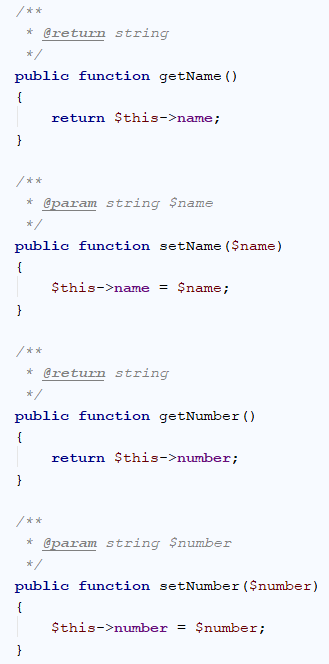 /**
 * @return string
 */
public function getName()
{
    return $this->name;
}

/**
 * @param string $name
 */
public function setName($name)
{
    $this->name = $name;
}

/**
 * @return string
 */
public function getNumber()
{
    return $this->number;
}

/**
 * @param string $number
 */
public function setNumber($number)
{
    $this->number = $number;
}